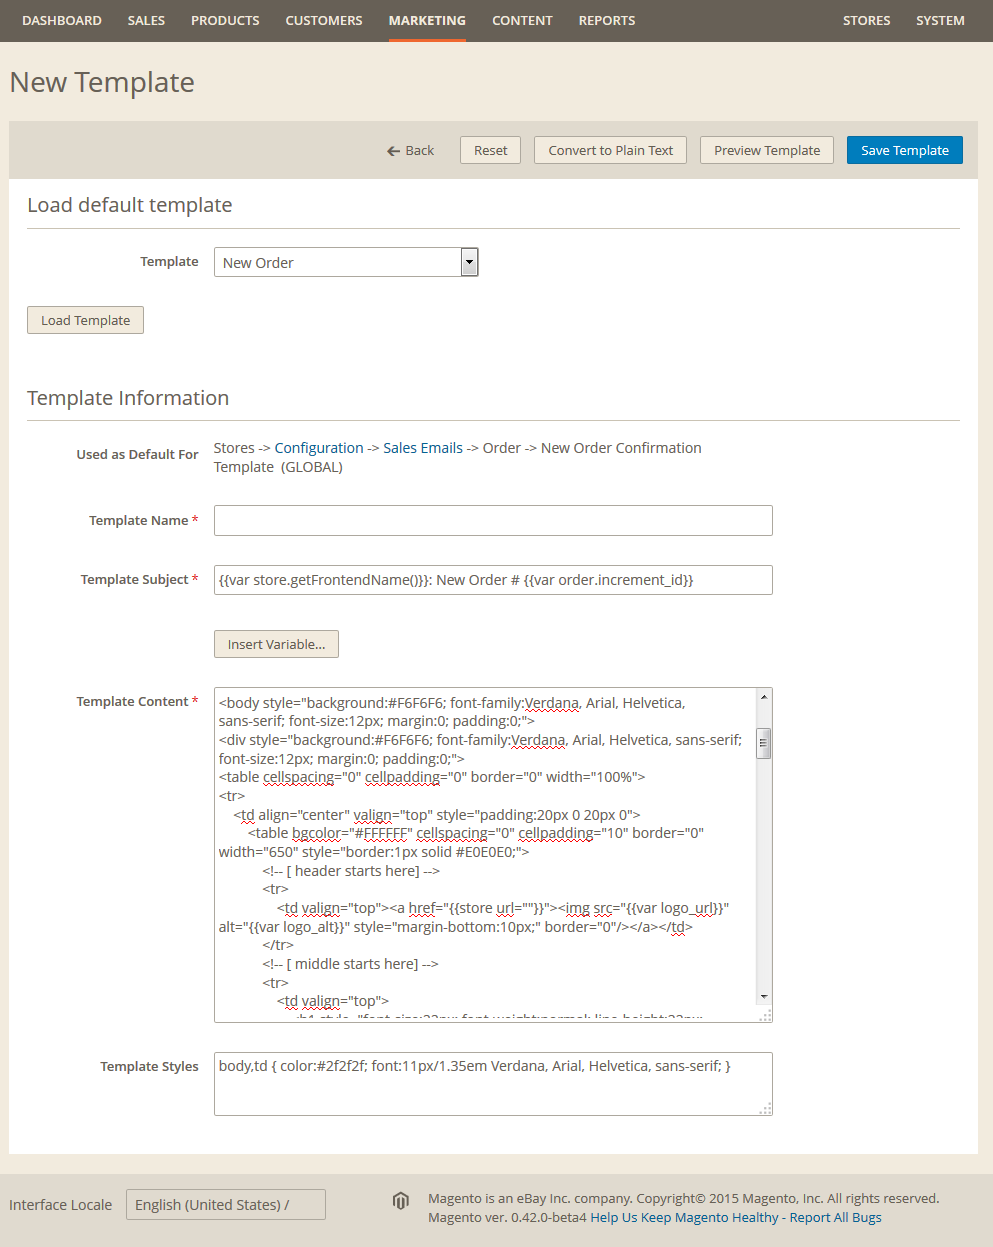 DASHBOARD SALES PRODUCTS CUSTOMERS MARKETING CONTENT REPORTS STORES SYSTEM
New Template
Back Reset Convert to Plain Text Preview Template Save Template
Load default template
Template New Order
Load Template
Template Information
Used as Default For Stores -> Configuration -> Sales Emails -> Order -> New Order Confirmation
Template (GLOBAL)
Template Name *
Template Subject * {{var store.getFrontendName()}}: New Order # {{var order.increment_id}}
Insert Variable...
Template Content * <body style="background:#F6F6F6; font-family:Verdana, Arial, Helvetica,
sans-serif; font-size:12px; margin:0; padding:0;">
<div style="background:#F6F6F6; font-family:Verdana, Arial, Helvetica, sans-serif;
font-size:12px; margin:0; padding:0;">
<table cellspacing="0" cellpadding="0" border="0" width="100%">
<tr>
<td align="center" valign="top" style="padding:20px 0 20px 0">
<table bgcolor="#FFFFFF" cellspacing="0" cellpadding="10" border="0"
width="650" style="border:1px solid #E0E0E0;">
<!-- [ header starts here] -->
<tr>
<td valign="top"><a href="{{store url=""}}"><img src="{{var logo_url}}"
alt="{{var logo_alt}}" style="margin-bottom:10px;" border="0"/></a></td>
</tr>
<!-- [ middle starts here] -->
<tr>
<td valign="top">
<h1 style="font-size:22px; font-weight:normal; line-height:22px;
Template Styles body,td { color:#2f2f2f; font:11px/1.35em Verdana, Arial, Helvetica, sans-serif; }
Interface Locale English (United States) /
Magento is an eBay Inc. company. Copyright© 2015 Magento, Inc. All rights reserved.
Magento ver. 0.42.0-beta4 Help Us Keep Magento Healthy - Report All Bugs